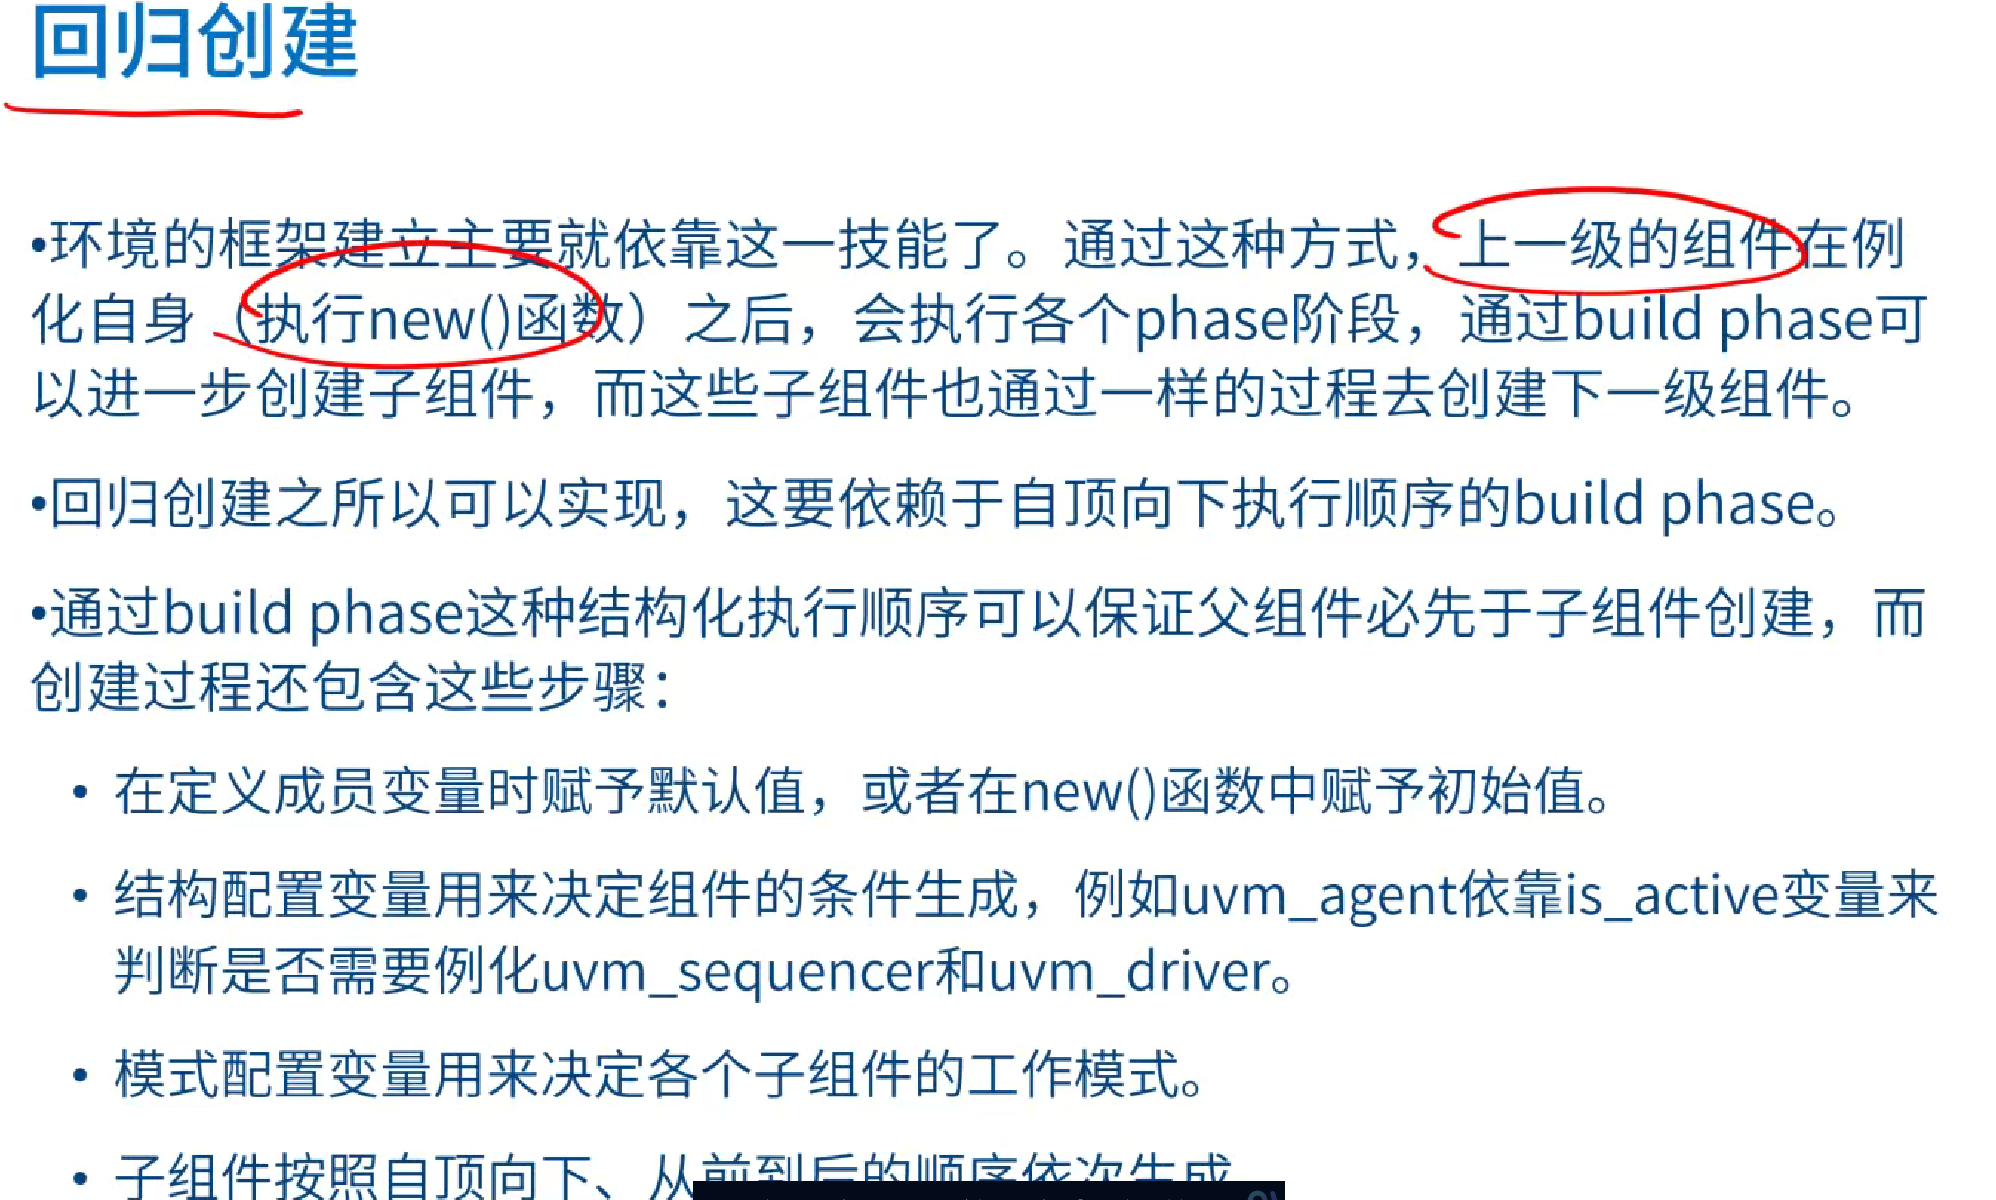 回归创建
•环境的框架建立主要就依靠这一技能了。通过这种方式，上一级的组件在例
化自身（执行new()函数）之后，会执行各个phase阶段，通过build phase可
以进一步创建子组件，而这些子组件也通过一样的过程去创建下一级组件。
•回归创建之所以可以实现，这要依赖于自顶向下执行顺序的build phase。
•通过build phase这种结构化执行顺序可以保证父组件必先于子组件创建，而
创建过程还包含这些步骤：
• 在定义成员变量时赋予默认值，或者在new()函数中赋予初始值。
• 结构配置变量用来决定组件的条件生成，例如uvm_agent依靠is_active变量来
判断是否需要例化uvm_sequencer和uvm_driver。
• 模式配置变量用来决定各个子组件的工作模式。
• 子组件按照自顶向下、从前到后的顺序依次生成